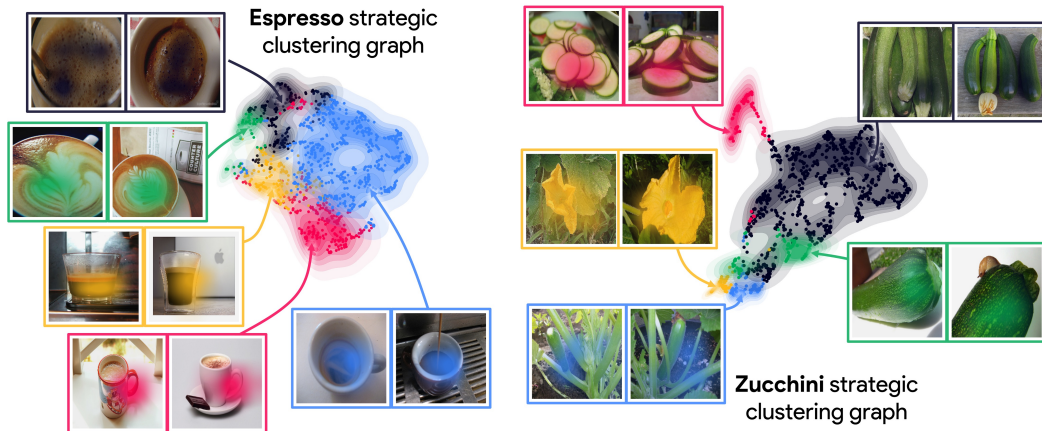 Espresso strategic
clustering graph
Zucchini strategic
clustering graph